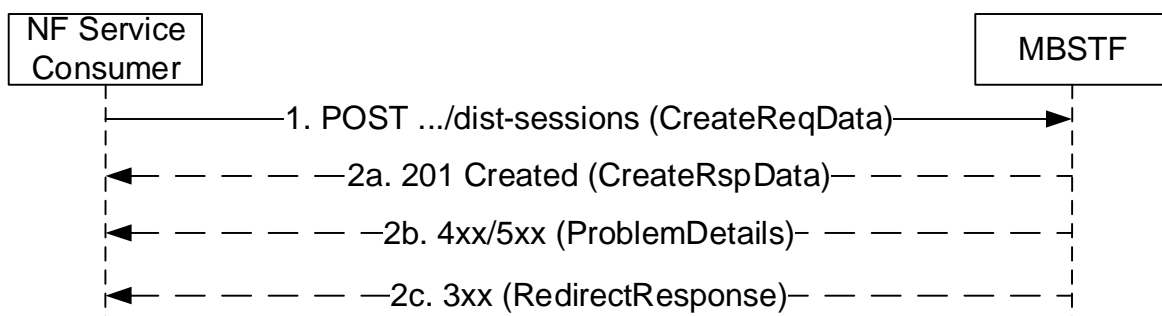 NF Service
Consumer
MBSTF
1. POST .../dist-sessions (CreateReqData)
2a. 201 Created (CreateRspData)
2b. 4xx/5xx (ProblemDetails)
2c. 3xx (RedirectResponse)